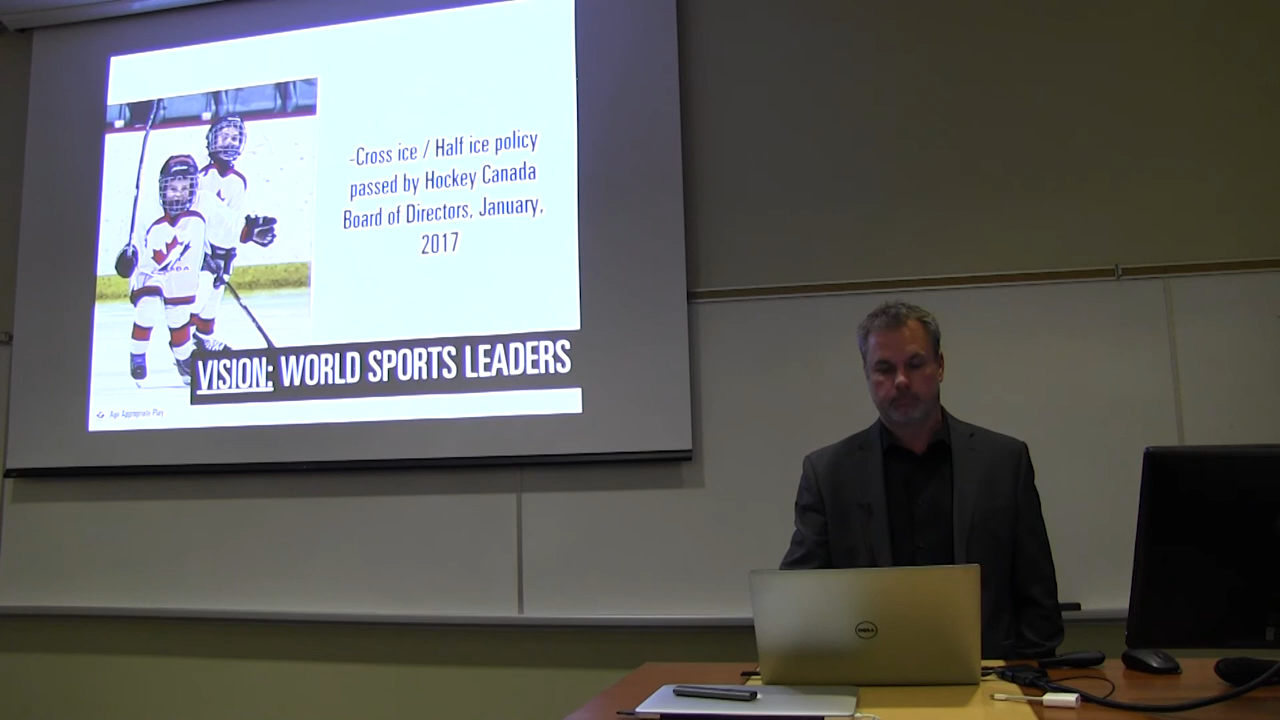 -Cross ice / Half ice policy
passed by Hockey Canada
Board of Directors, January,
2017
VISION: WORLD SPORTS LEADERS
Age Appropriate Play
DELL